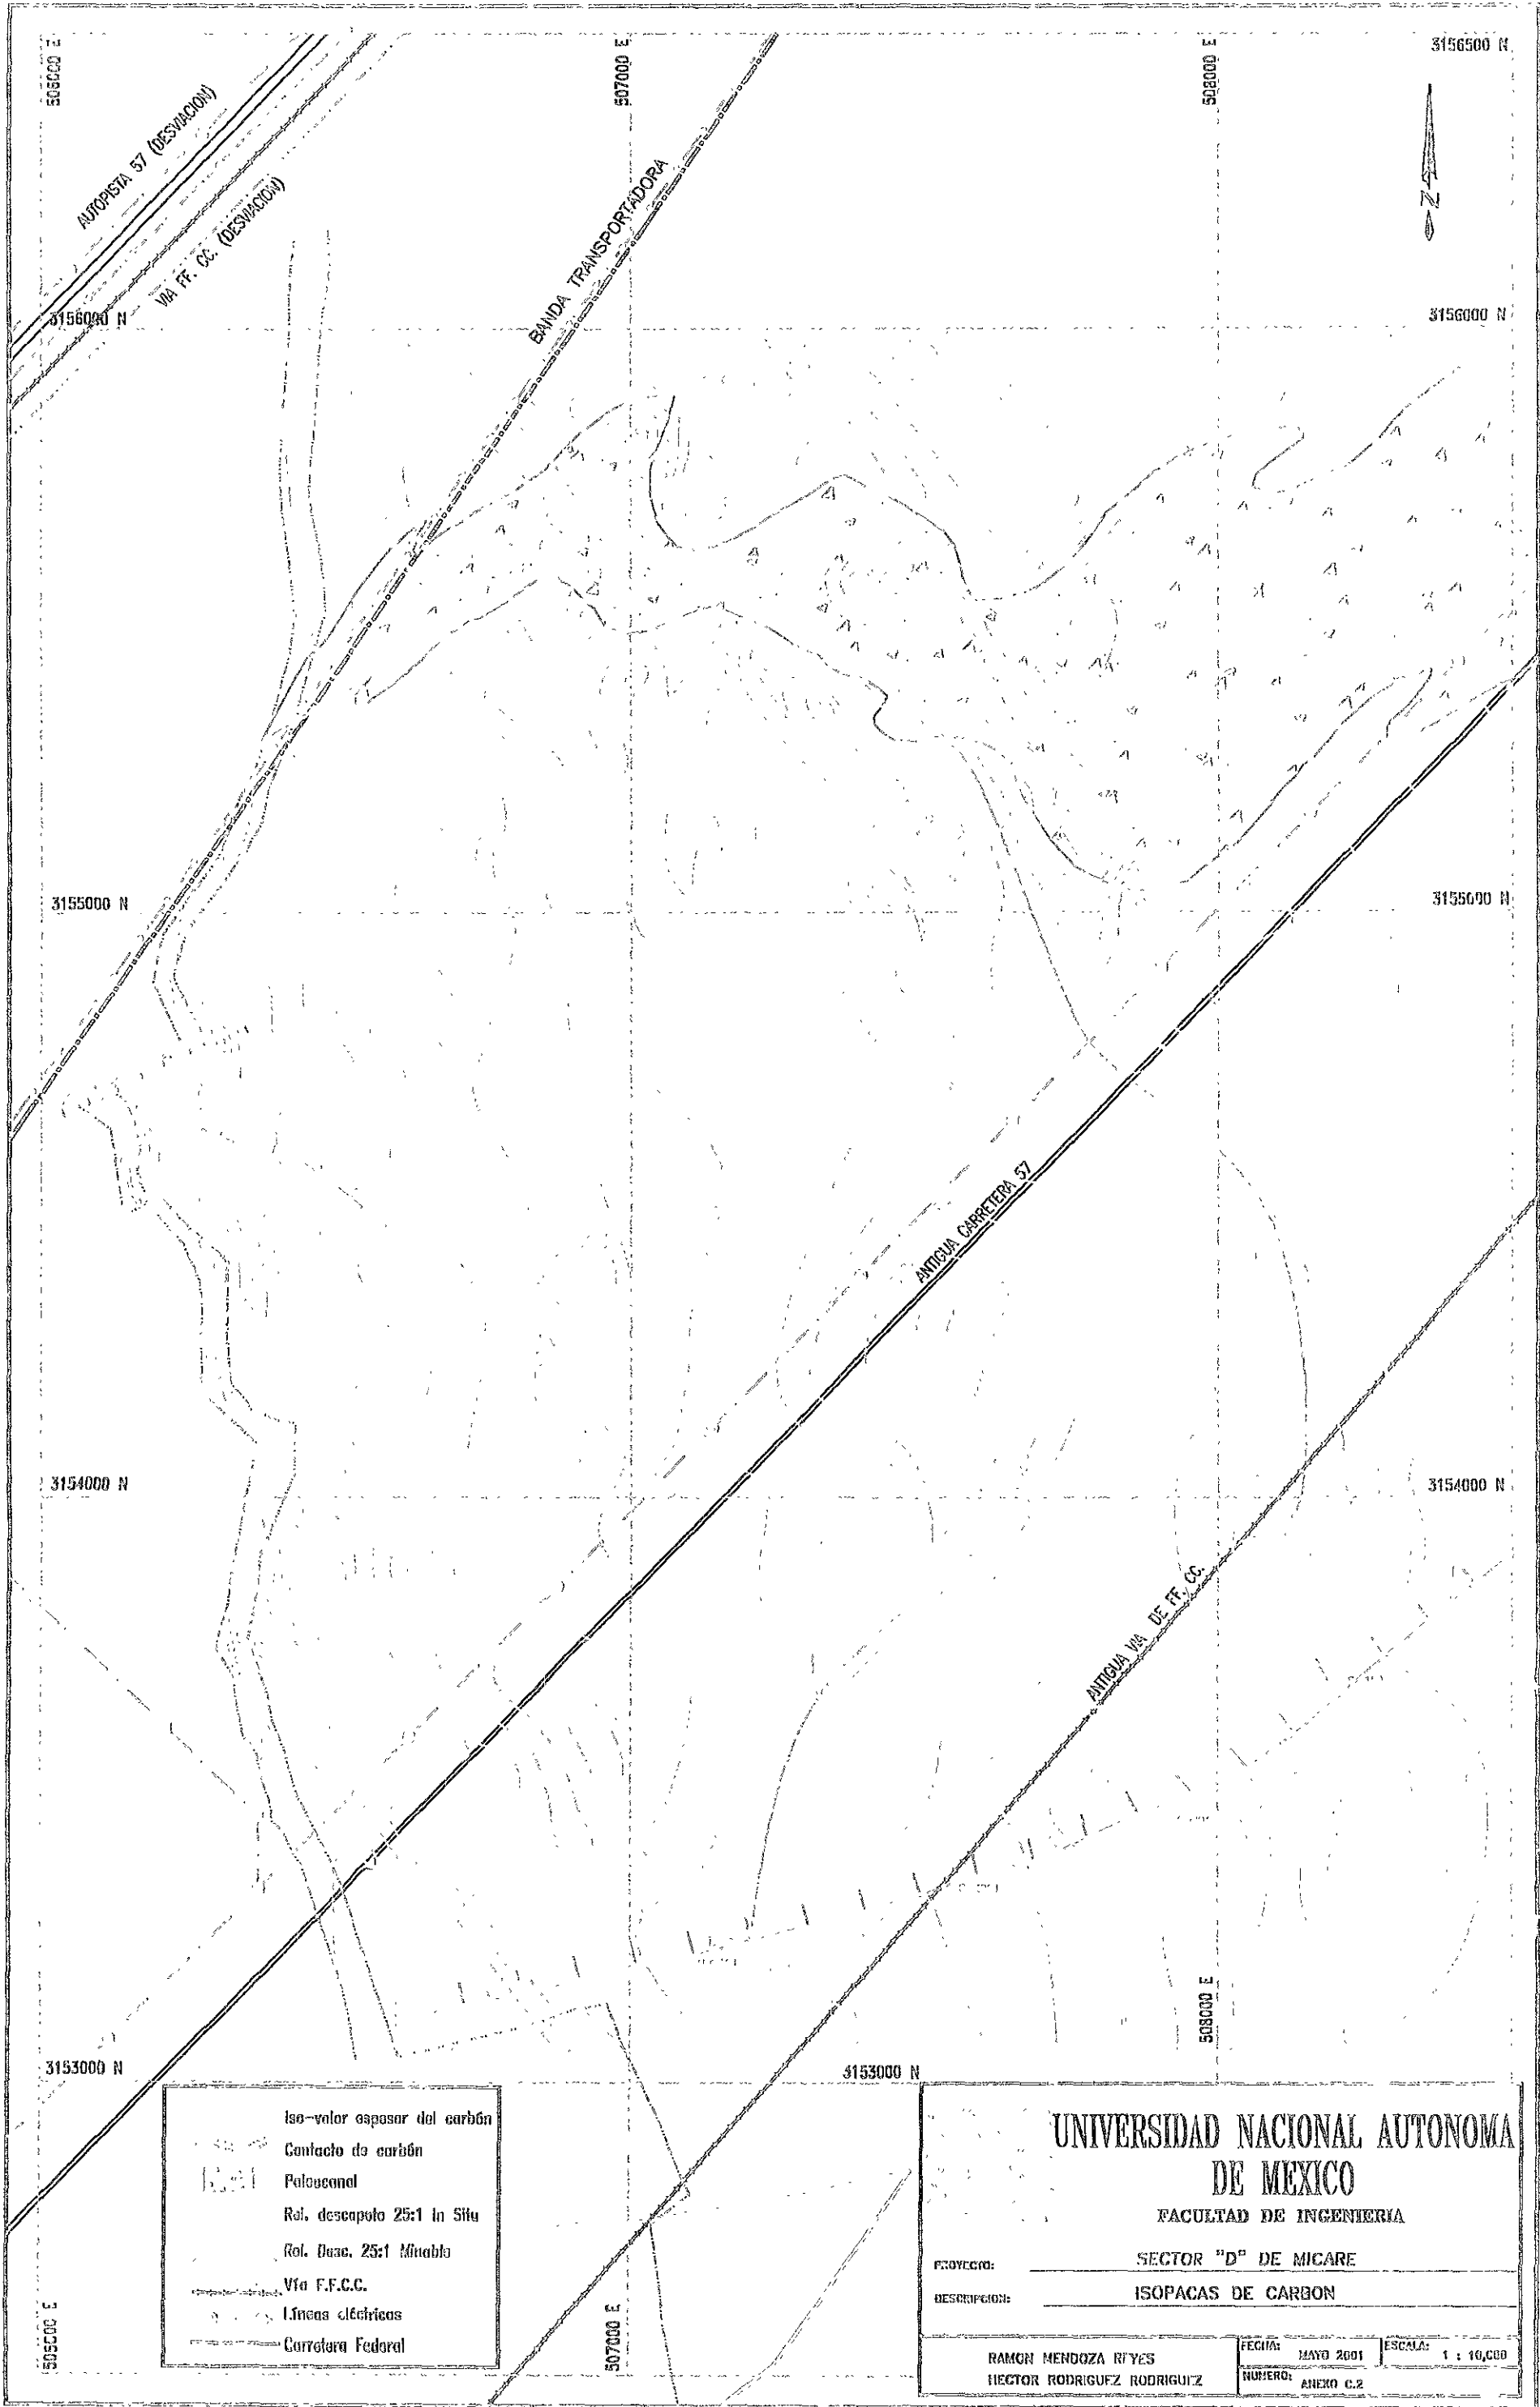 506000 E
507000 E
508000 E
3156500 N
AUTOPISTA 57 (DESVIACION)
VIA FF. CC. (DESVIACION)
BANDA TRANSPORTADORA
N
3156000 N
3156000 N
3155000 N
3155000 N
ANTIGUA CARRETERA 57
3154000 N
3154000 N
ANTIGUA VIA DE FF. CC.
508000 E
3153000 N
3153000 N
Iso-valor espesor del carbón
Contacto de carbón
Paleocanal
Rel. descapote 25:1 In Situ
Rel. Desc. 25:1 Minable
Vía F.F.C.C.
Líneas eléctricas
Carretera Federal
506000 E
507000 E
UNIVERSIDAD NACIONAL AUTONOMA
DE MEXICO
FACULTAD DE INGENIERIA
PROYECTO: SECTOR "D" DE MICARE
DESCRIPCION: ISOPACAS DE CARBON
RAMON MENDOZA REYES
HECTOR RODRIGUEZ RODRIGUEZ
FECHA: MAYO 2001
ESCALA: 1 : 10,000
NUMERO: ANEXO C.2